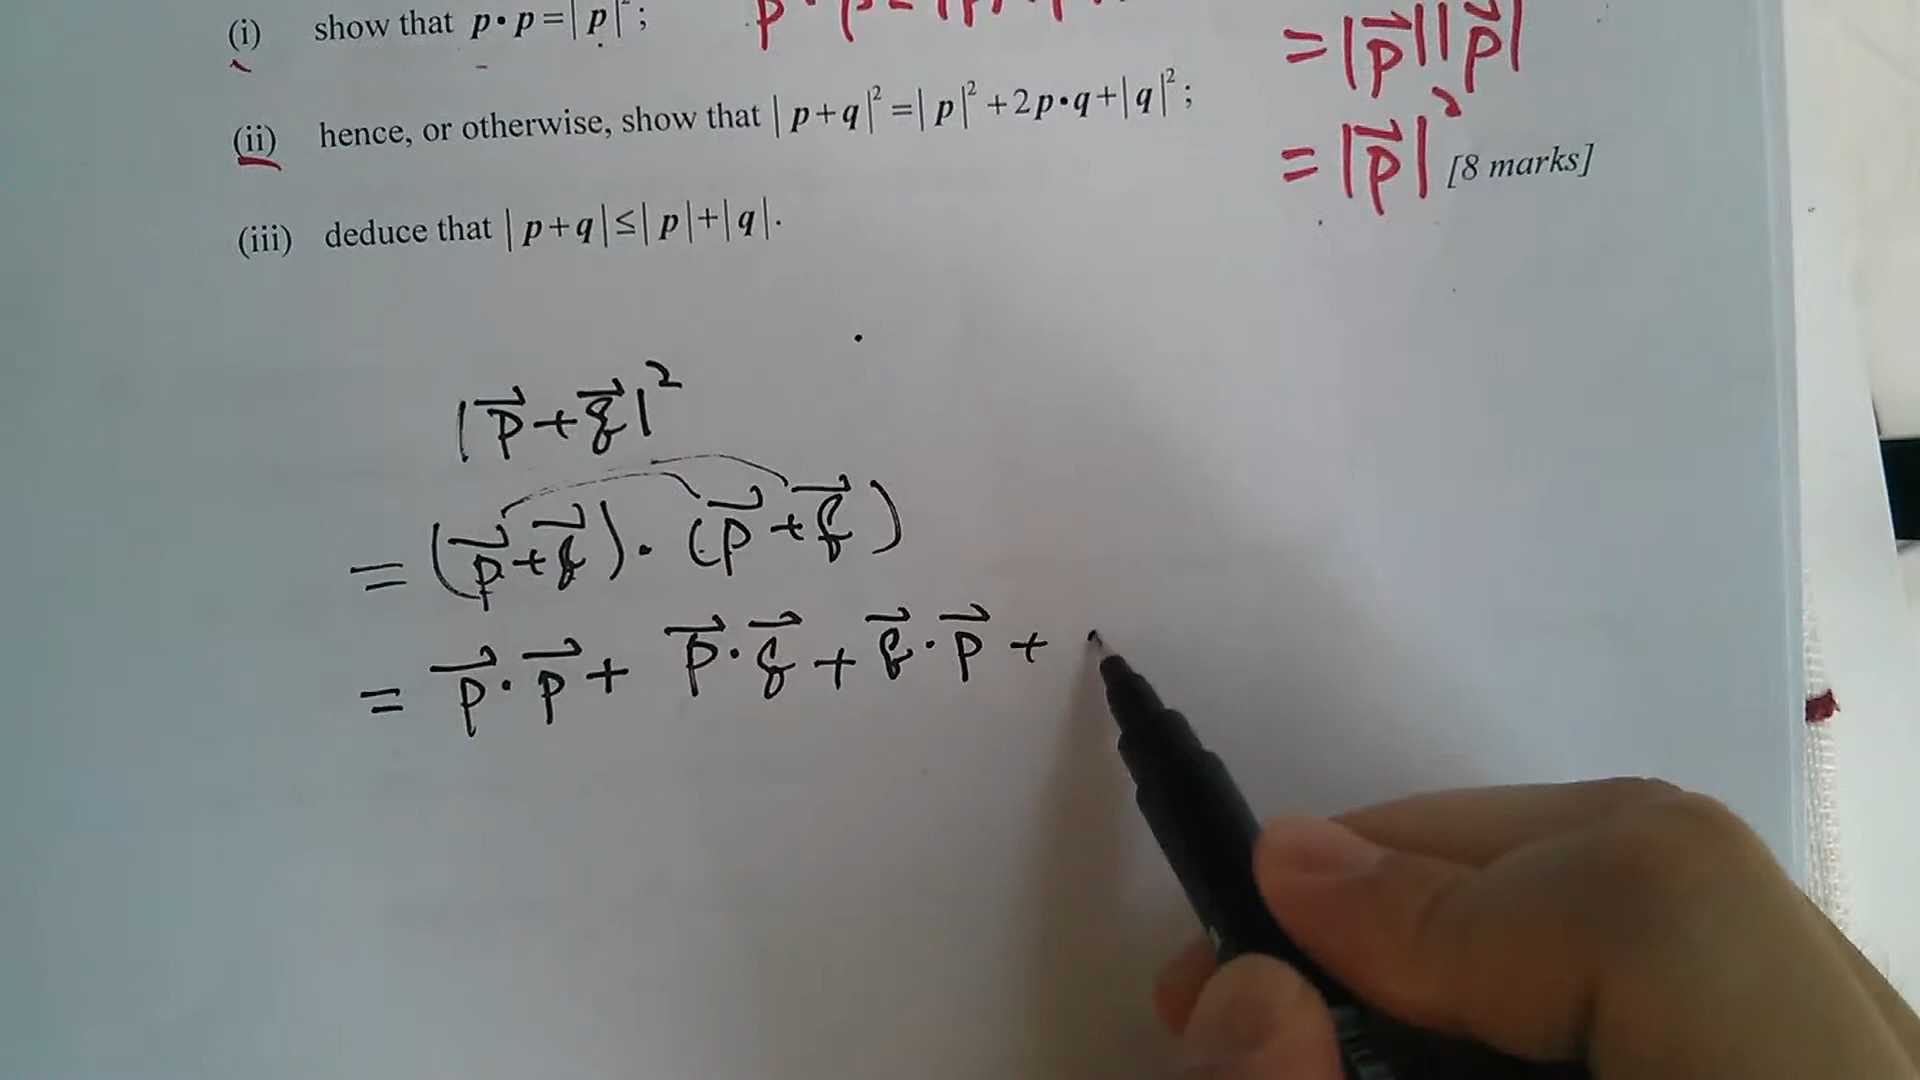 (i) show that p•p=|p|²;
=|p⃗||p⃗|
(ii) hence, or otherwise, show that |p+q|²=|p|²+2p•q+|q|²;
=|p⃗|² [8 marks]
(iii) deduce that |p+q|≤|p|+|q|.
|p⃗+q⃗|²
=(p⃗+q⃗)·(p⃗+q⃗)
=p⃗·p⃗+p⃗·q⃗+q⃗·p⃗+